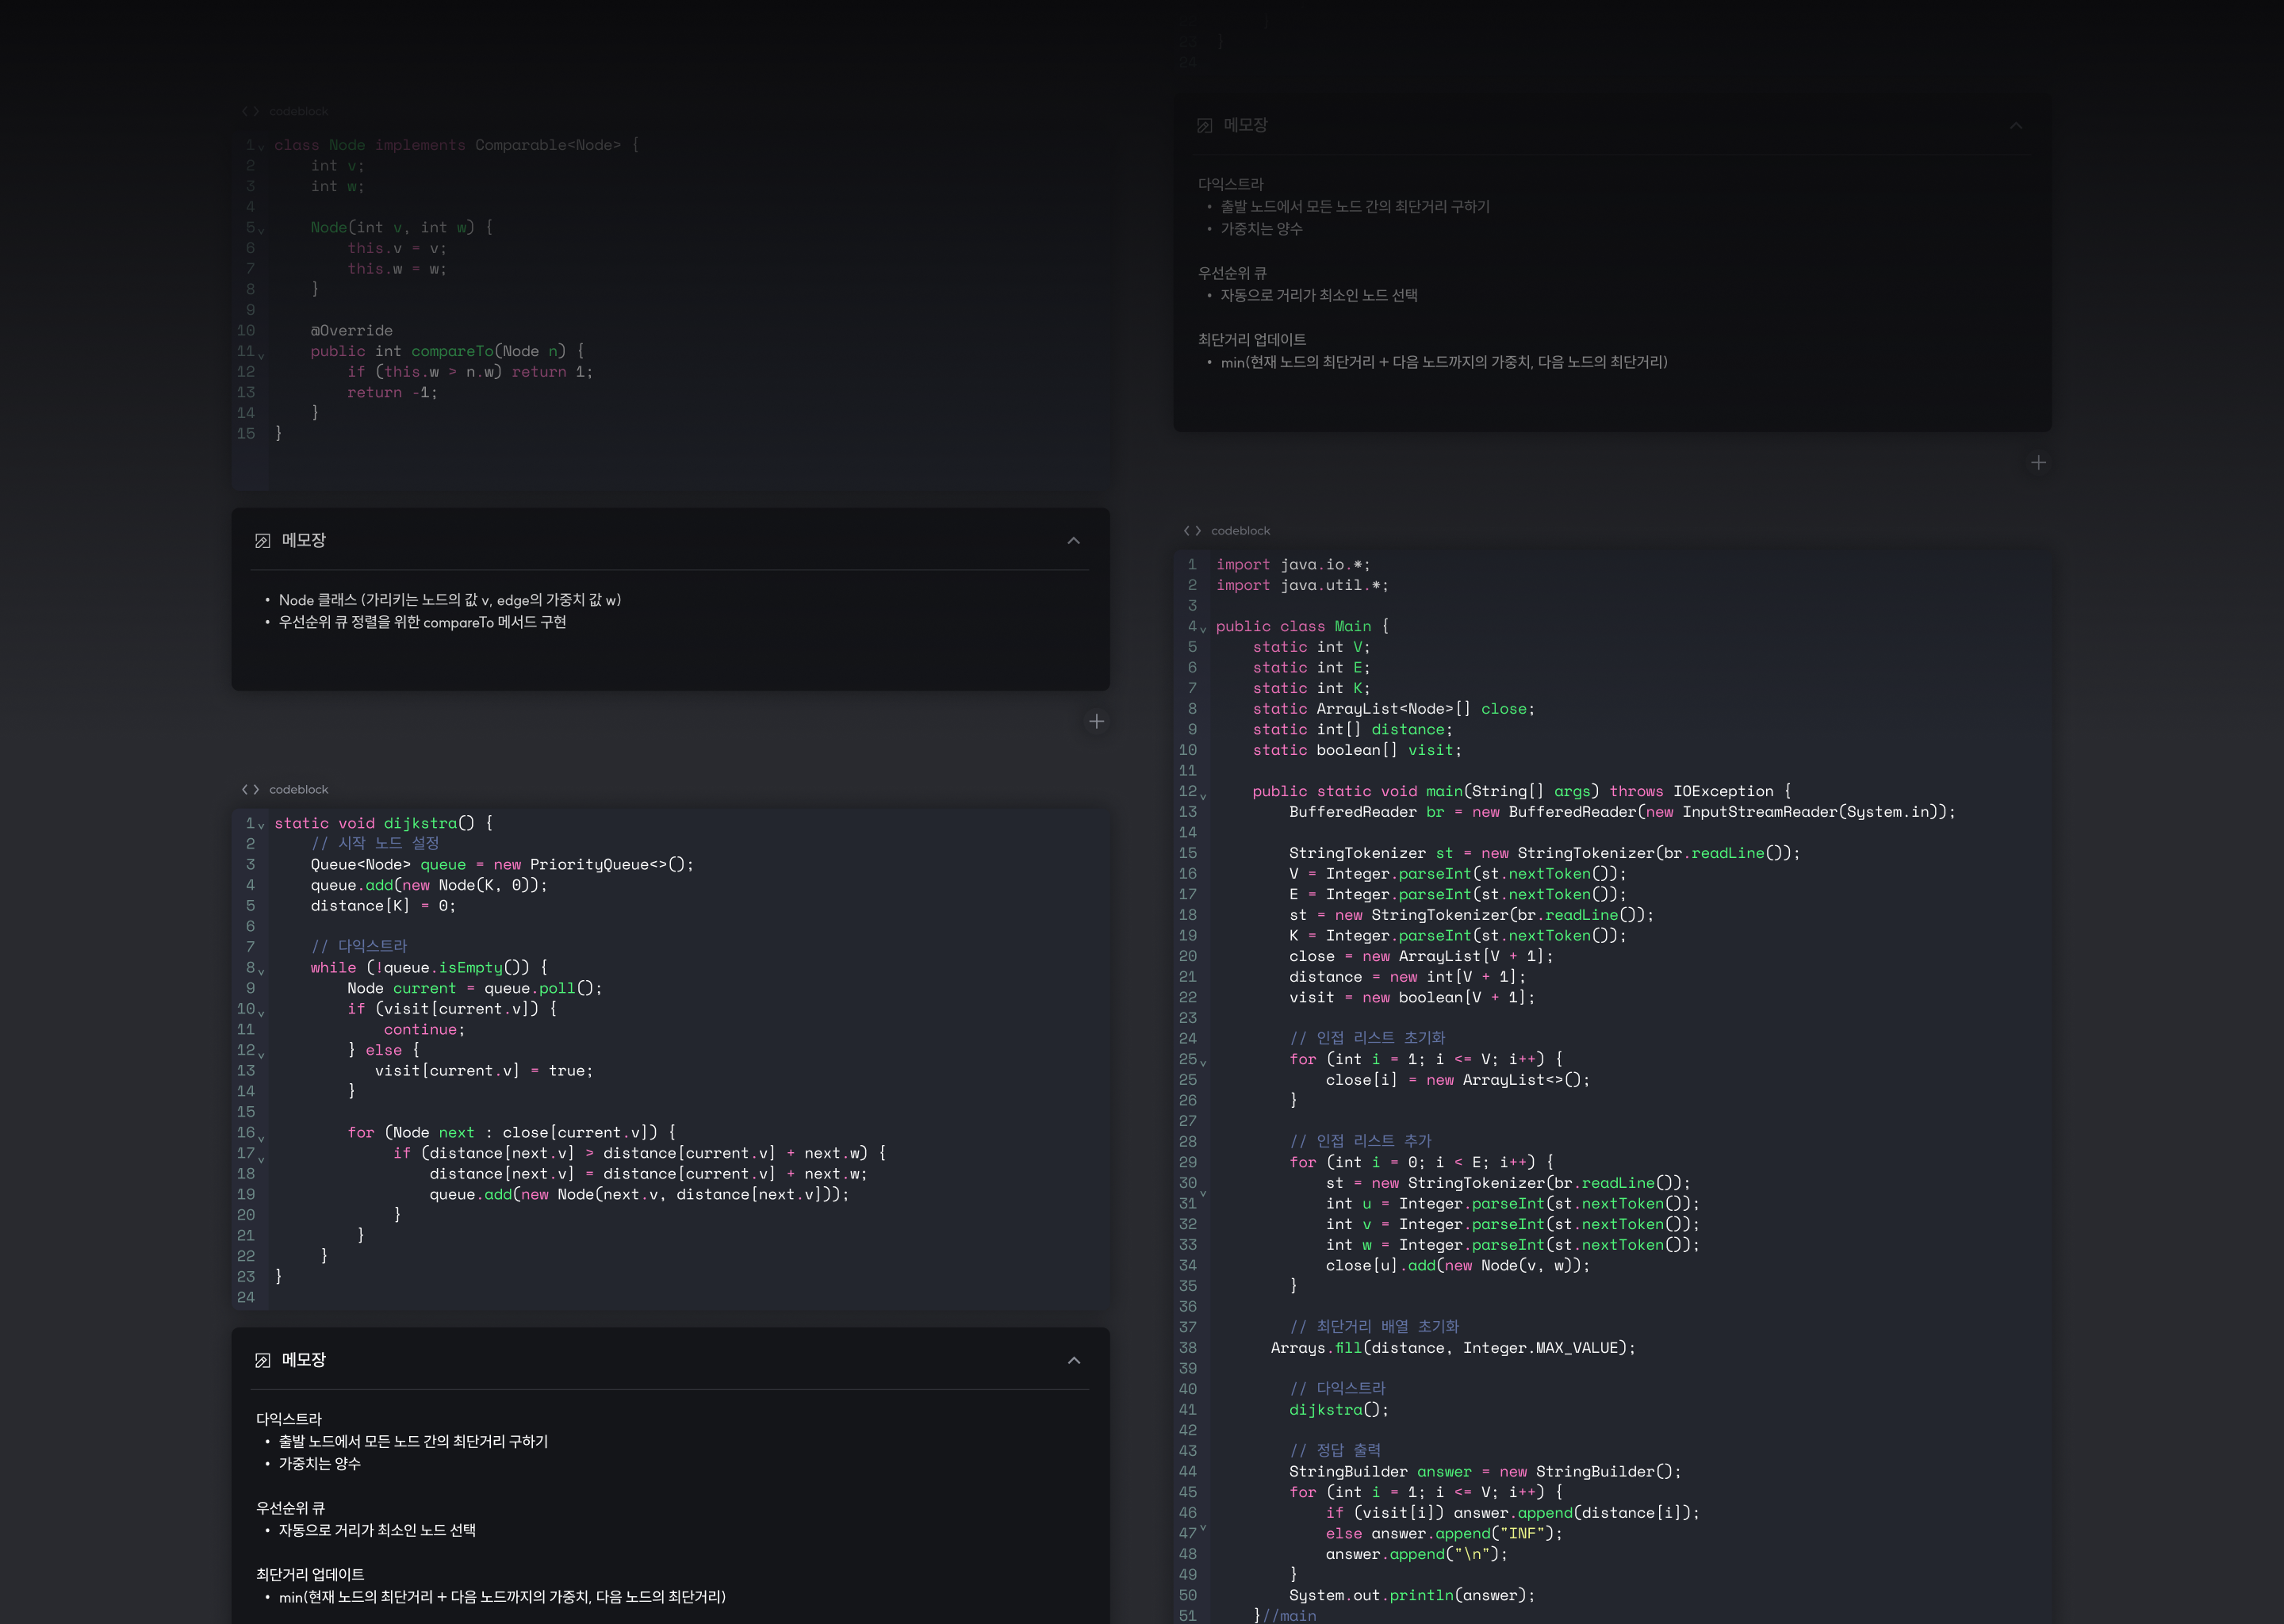 codeblock
1 class Node implements Comparable<Node> {
2     int v;
3     int w;
4
5     Node(int v, int w) {
6         this.v = v;
7         this.w = w;
8     }
9
10     @Override
11     public int compareTo(Node n) {
12         if (this.w > n.w) return 1;
13         return -1;
14     }
15 }
메모장
• Node 클래스 (가리키는 노드의 값 v, edge의 가중치 값 w)
• 우선순위 큐 정렬을 위한 compareTo 메서드 구현
codeblock
1 static void dijkstra() {
2     // 시작 노드 설정
3     Queue<Node> queue = new PriorityQueue<>();
4     queue.add(new Node(K, 0));
5     distance[K] = 0;
6
7     // 다익스트라
8     while (!queue.isEmpty()) {
9         Node current = queue.poll();
10         if (visit[current.v]) {
11             continue;
12         } else {
13            visit[current.v] = true;
14         }
15
16         for (Node next : close[current.v]) {
17              if (distance[next.v] > distance[current.v] + next.w) {
18                  distance[next.v] = distance[current.v] + next.w;
19                  queue.add(new Node(next.v, distance[next.v]));
20              }
21          }
22      }
23 }
24
메모장
다익스트라
• 출발 노드에서 모든 노드 간의 최단거리 구하기
• 가중치는 양수
우선순위 큐
• 자동으로 거리가 최소인 노드 선택
최단거리 업데이트
• min(현재 노드의 최단거리 + 다음 노드까지의 가중치, 다음 노드의 최단거리)
23 }
24
메모장
다익스트라
• 출발 노드에서 모든 노드 간의 최단거리 구하기
• 가중치는 양수
우선순위 큐
• 자동으로 거리가 최소인 노드 선택
최단거리 업데이트
• min(현재 노드의 최단거리 + 다음 노드까지의 가중치, 다음 노드의 최단거리)
codeblock
1 import java.io.*;
2 import java.util.*;
3
4 public class Main {
5     static int V;
6     static int E;
7     static int K;
8     static ArrayList<Node>[] close;
9     static int[] distance;
10     static boolean[] visit;
11
12     public static void main(String[] args) throws IOException {
13         BufferedReader br = new BufferedReader(new InputStreamReader(System.in));
14
15         StringTokenizer st = new StringTokenizer(br.readLine());
16         V = Integer.parseInt(st.nextToken());
17         E = Integer.parseInt(st.nextToken());
18         st = new StringTokenizer(br.readLine());
19         K = Integer.parseInt(st.nextToken());
20         close = new ArrayList[V + 1];
21         distance = new int[V + 1];
22         visit = new boolean[V + 1];
23
24         // 인접 리스트 초기화
25         for (int i = 1; i <= V; i++) {
25             close[i] = new ArrayList<>();
26         }
27
28         // 인접 리스트 추가
29         for (int i = 0; i < E; i++) {
30             st = new StringTokenizer(br.readLine());
31             int u = Integer.parseInt(st.nextToken());
32             int v = Integer.parseInt(st.nextToken());
33             int w = Integer.parseInt(st.nextToken());
34             close[u].add(new Node(v, w));
35         }
36
37         // 최단거리 배열 초기화
38       Arrays.fill(distance, Integer.MAX_VALUE);
39
40         // 다익스트라
41         dijkstra();
42
43         // 정답 출력
44         StringBuilder answer = new StringBuilder();
45         for (int i = 1; i <= V; i++) {
46             if (visit[i]) answer.append(distance[i]);
47             else answer.append("INF");
48             answer.append("\n");
49         }
50         System.out.println(answer);
51     }//main